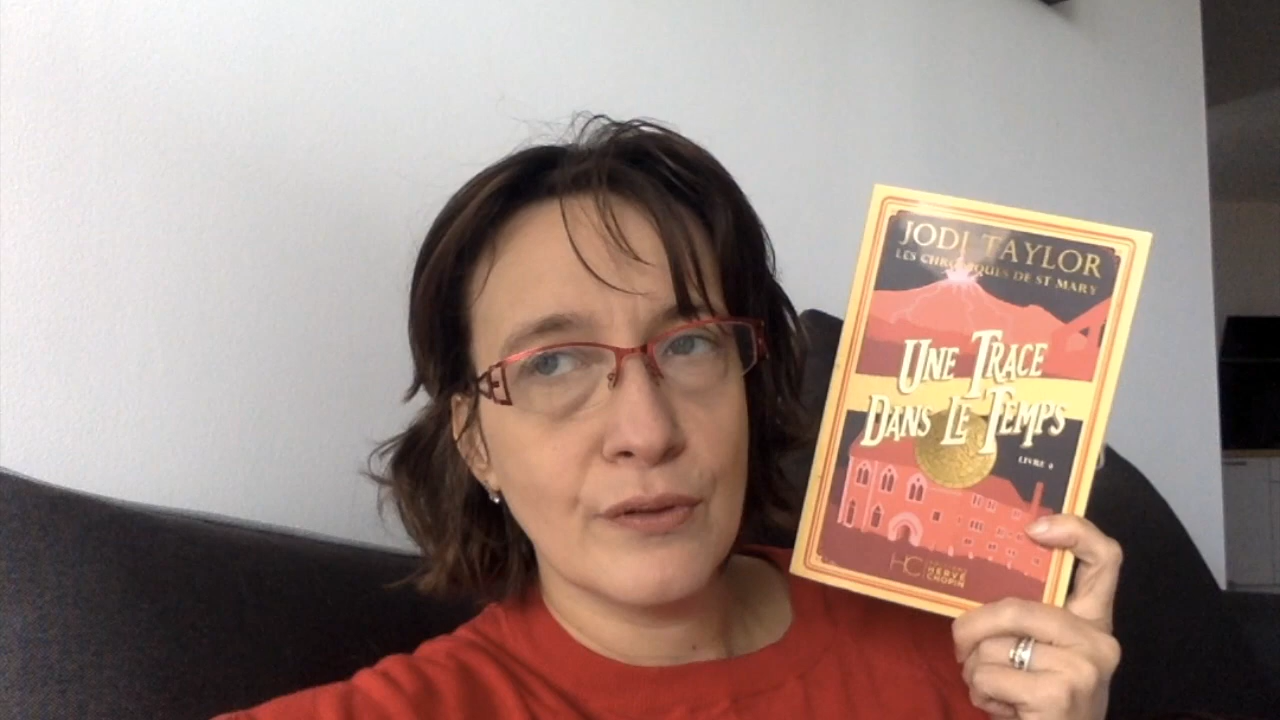 JODI TAYLOR
LES CHRONIQUES DE ST MARY
UNE TRACE
DANS LE TEMPS
LIVRE 4
HC
HERVÉ
CHOPIN